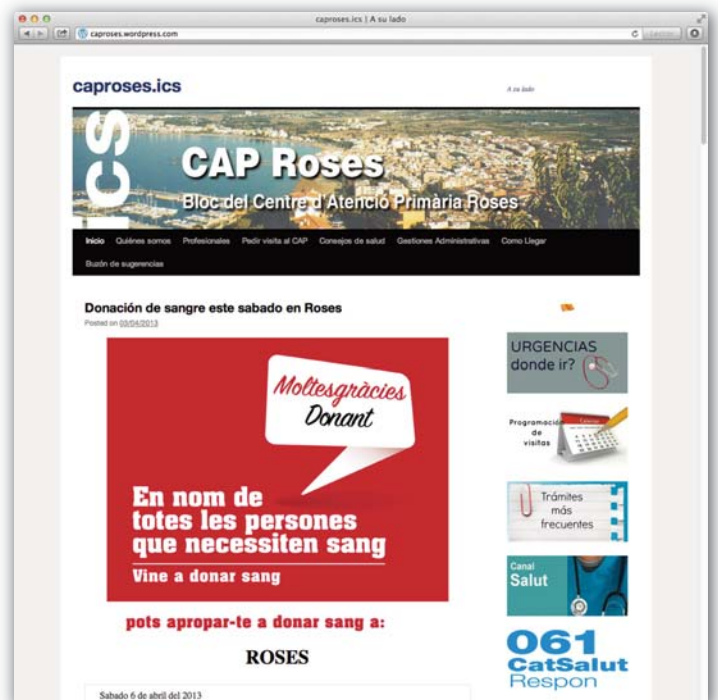 caproses.ics | A su lado
caproses.wordpress.com
Lector
caproses.ics
A su lado
ics
CAP Roses
Bloc del Centre d'Atenció Primària Roses
Inicio Quiénes somos Profesionales Pedir visita al CAP Consejos de salud Gestiones Administrativas Como Llegar
Buzón de sugerencias
Donación de sangre este sabado en Roses
Posted on 03/04/2013
Moltesgràcies
Donant
En nom de
totes les persones
que necessiten sang
Vine a donar sang
pots apropar-te a donar sang a:
ROSES
Sabado 6 de abril del 2013
URGENCIAS
donde ir?
Programación
de
visitas
Trámites
más
frecuentes
Canal
Salut
061
CatSalut
Respon